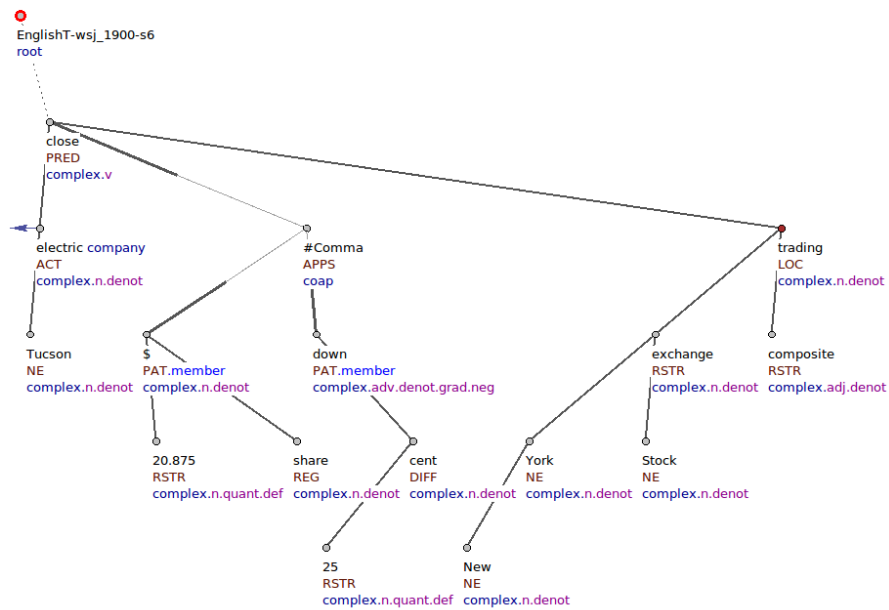 EnglishT-wsj_1900-s6
root
close
PRED
complex.v
electric company
ACT
complex.n.denot
#Comma
APPS
coap
trading
LOC
complex.n.denot
Tucson
NE
complex.n.denot
$
PAT.member
complex.n.denot
down
PAT.member
complex.adv.denot.grad.neg
exchange
RSTR
complex.n.denot
composite
RSTR
complex.adj.denot
20.875
RSTR
complex.n.quant.def
share
REG
complex.n.denot
cent
DIFF
complex.n.denot
York
NE
complex.n.denot
Stock
NE
complex.n.denot
25
RSTR
complex.n.quant.def
New
NE
complex.n.denot